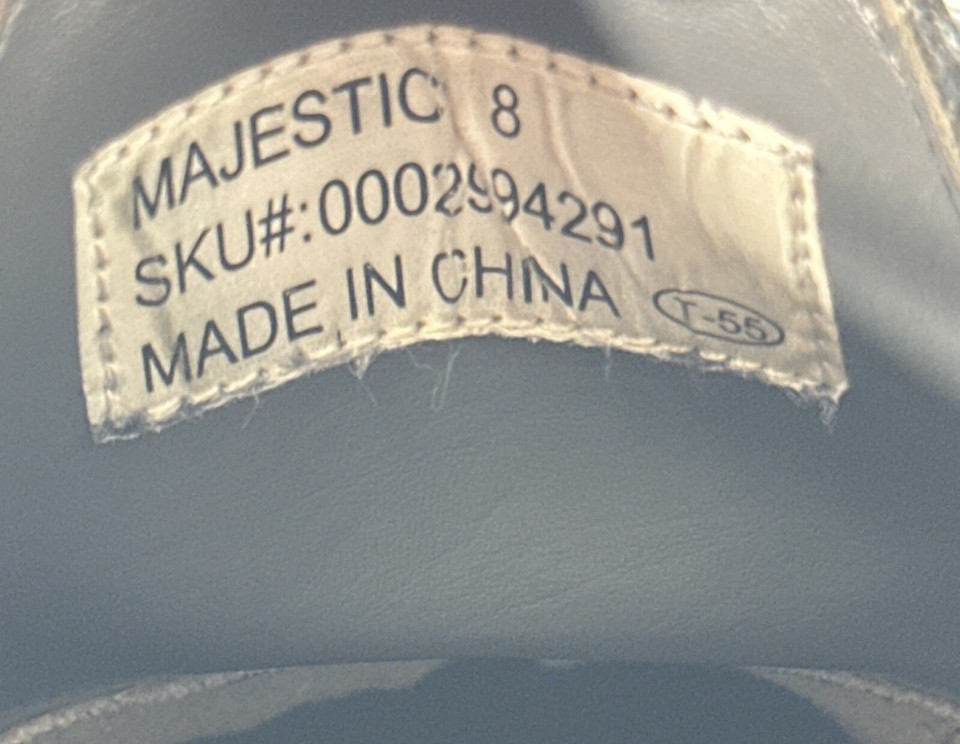 MAJESTIC 8
SKU#:0002994291
MADE IN CHINA T-55